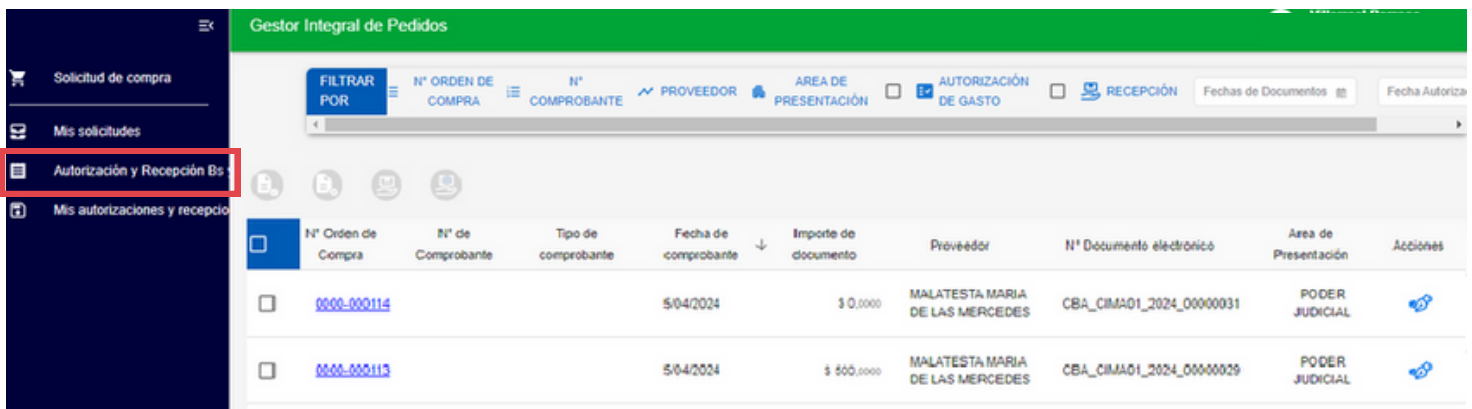 Gestor Integral de Pedidos
Solicitud de compra
Mis solicitudes
Autorización y Recepción Bs
Mis autorizaciones y recepcio
FILTRAR POR
N° ORDEN DE COMPRA
N° COMPROBANTE
PROVEEDOR
AREA DE PRESENTACIÓN
AUTORIZACIÓN DE GASTO
RECEPCIÓN
Fechas de Documentos
Fecha Autoriza
N° Orden de Compra
N° de Comprobante
Tipo de comprobante
Fecha de comprobante
Importe de documento
Proveedor
N° Documento electronico
Area de Presentación
Acciones
0000-000114
5/04/2024
$ 0,0000
MALATESTA MARIA DE LAS MERCEDES
CBA_CIMA01_2024_00000031
PODER JUDICIAL
0000-000113
5/04/2024
$ 500,0000
MALATESTA MARIA DE LAS MERCEDES
CBA_CIMA01_2024_00000029
PODER JUDICIAL